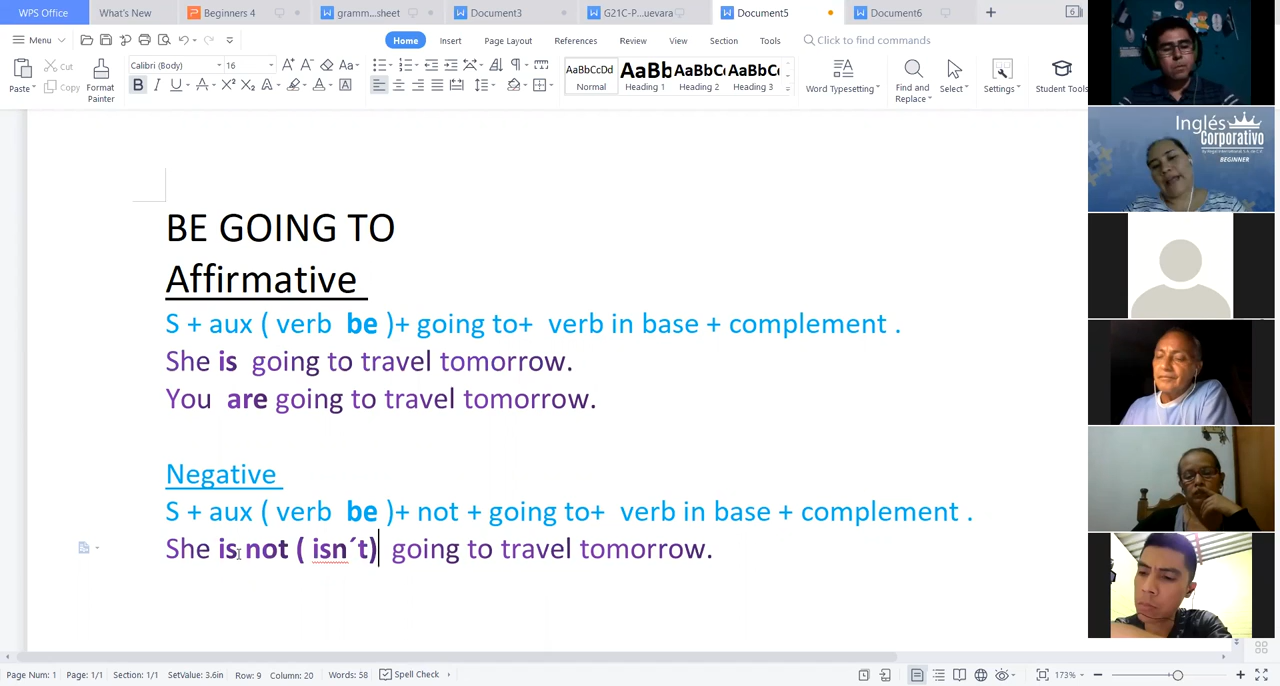 WPS Office What's New Beginners 4 gramm...sheet Document3 G21C-P...uevara Document5 Document6 + 6
Menu Home Insert Page Layout References Review View Section Tools Click to find commands
Paste Cut Copy Format Painter Calibri (Body) 16 AaBbCcDd Normal AaBb Heading 1 AaBbCc Heading 2 AaBbCc Heading 3 Word Typesetting Find and Replace Select Settings Student Tools
Inglés
Corporativo
BEGINNER
BE GOING TO
Affirmative
S + aux ( verb be )+ going to+ verb in base + complement .
She is going to travel tomorrow.
You are going to travel tomorrow.
Negative
S + aux ( verb be )+ not + going to+ verb in base + complement .
She is not ( isn´t) going to travel tomorrow.
Page Num: 1 Page: 1/1 Section: 1/1 SetValue: 3.6in Row: 9 Column: 20 Words: 58 Spell Check 173%